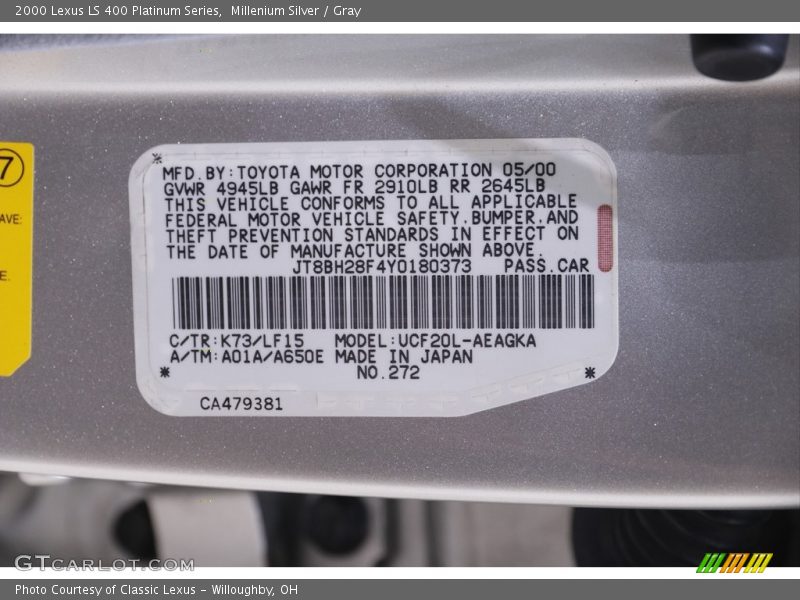 2000 Lexus LS 400 Platinum Series, Millenium Silver / Gray
7
AVE:
E.
MFD.BY:TOYOTA MOTOR CORPORATION 05/00
GVWR 4945LB GAWR FR 2910LB RR 2645LB
THIS VEHICLE CONFORMS TO ALL APPLICABLE
FEDERAL MOTOR VEHICLE SAFETY.BUMPER.AND
THEFT PREVENTION STANDARDS IN EFFECT ON
THE DATE OF MANUFACTURE SHOWN ABOVE.
JT8BH28F4Y0180373 PASS.CAR
C/TR:K73/LF15 MODEL:UCF20L-AEAGKA
A/TM:A01A/A650E MADE IN JAPAN
NO.272
CA479381
GTcarlot.com
Photo Courtesy of Classic Lexus - Willoughby, OH